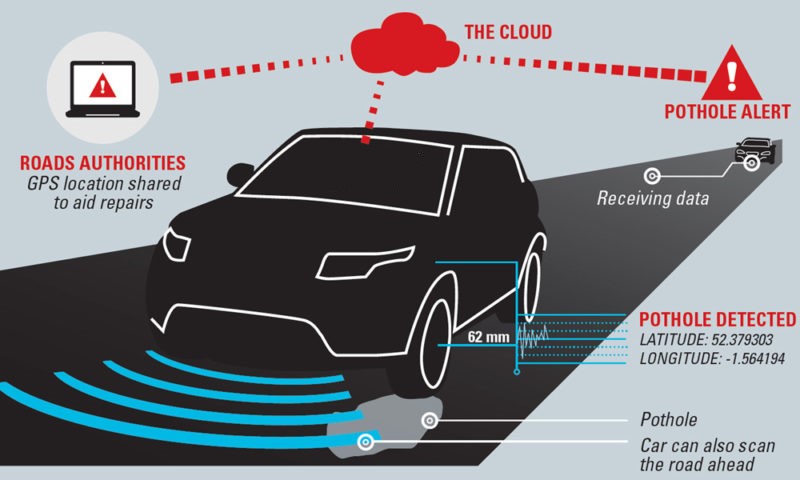 THE CLOUD
POTHOLE ALERT
ROADS AUTHORITIES
GPS location shared
to aid repairs
Receiving data
62 mm
POTHOLE DETECTED
LATITUDE: 52.379303
LONGITUDE: -1.564194
Pothole
Car can also scan
the road ahead